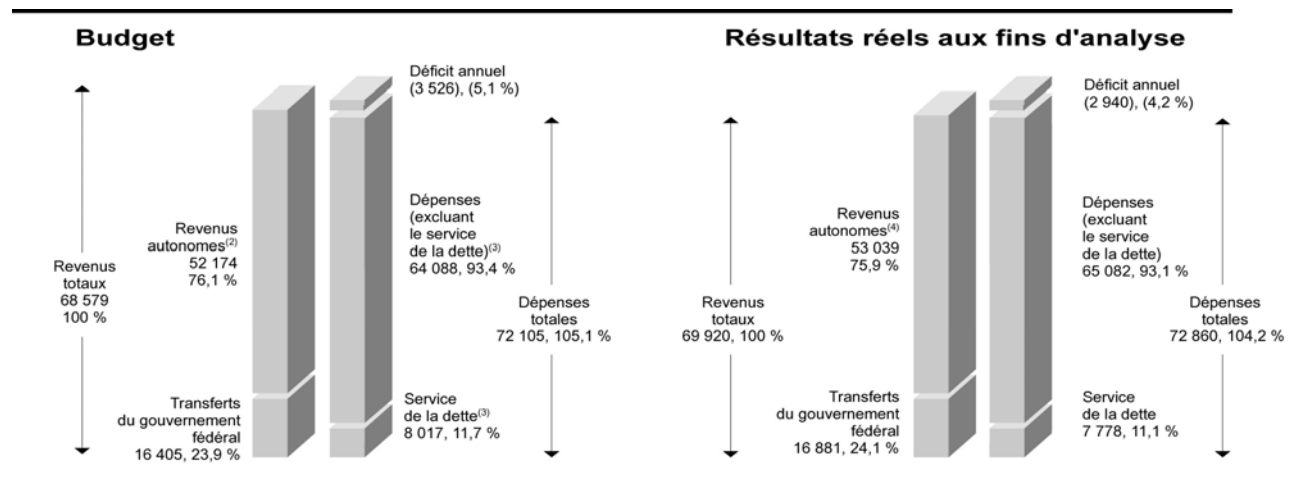 Budget
Déficit annuel
(3 526), (5,1 %)
Revenus
autonomes(2)
52 174
76,1 %
Dépenses
(excluant
le service
de la dette)(3)
64 088, 93,4 %
Revenus
totaux
68 579
100 %
Dépenses
totales
72 105, 105,1 %
Transferts
du gouvernement
fédéral
16 405, 23,9 %
Service
de la dette(3)
8 017, 11,7 %
Résultats réels aux fins d'analyse
Déficit annuel
(2 940), (4,2 %)
Revenus
autonomes(4)
53 039
75,9 %
Dépenses
(excluant
le service
de la dette)
65 082, 93,1 %
Revenus
totaux
69 920, 100 %
Dépenses
totales
72 860, 104,2 %
Transferts
du gouvernement
fédéral
16 881, 24,1 %
Service
de la dette
7 778, 11,1 %